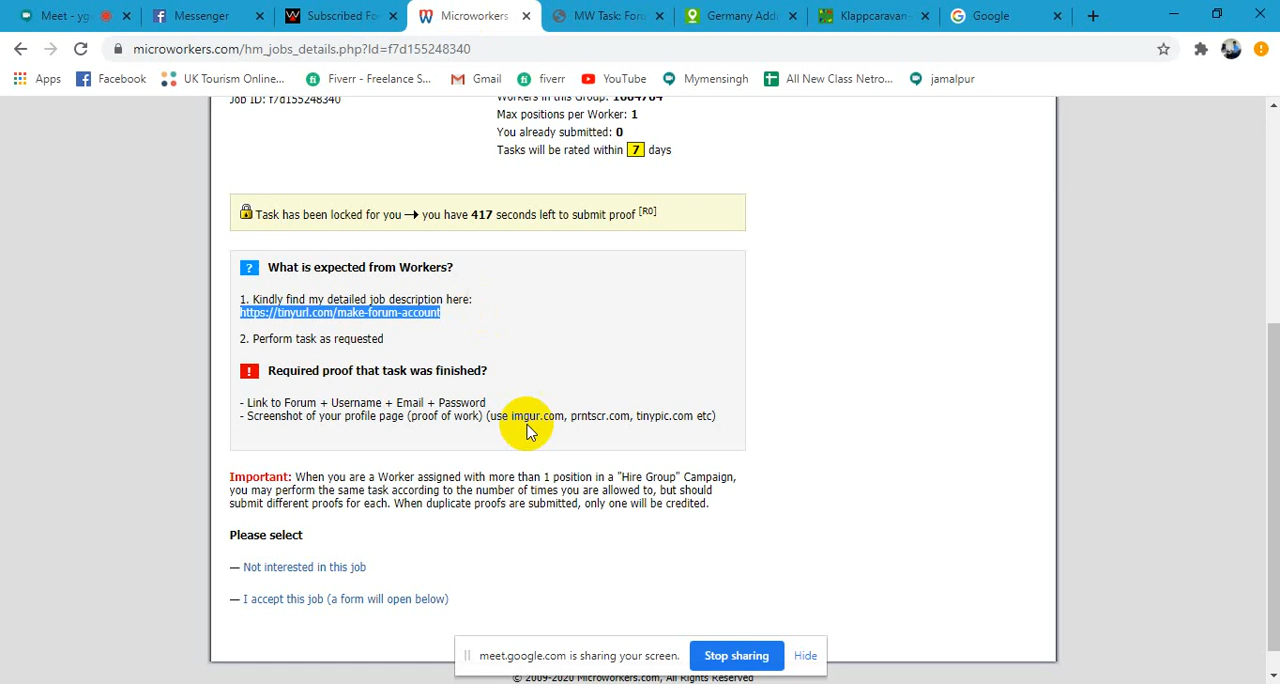 Meet - yg
Messenger
Subscribed Fo
Microworkers
MW Task: Foru
Germany Add
Klappcaravan
Google
microworkers.com/hm_jobs_details.php?Id=f7d155248340
Apps
Facebook
UK Tourism Online...
Fiverr - Freelance S...
Gmail
fiverr
YouTube
Mymensingh
All New Class Netro...
jamalpur
Job ID: f7d155248340
Workers in this Group: 1664764
Max positions per Worker: 1
You already submitted: 0
Tasks will be rated within 7 days
Task has been locked for you → you have 417 seconds left to submit proof [R0]
? What is expected from Workers?
1. Kindly find my detailed job description here:
https://tinyurl.com/make-forum-account
2. Perform task as requested
! Required proof that task was finished?
- Link to Forum + Username + Email + Password
- Screenshot of your profile page (proof of work) (use imgur.com, prntscr.com, tinypic.com etc)
Important: When you are a Worker assigned with more than 1 position in a "Hire Group" Campaign,
you may perform the same task according to the number of times you are allowed to, but should
submit different proofs for each. When duplicate proofs are submitted, only one will be credited.
Please select
— Not interested in this job
— I accept this job (a form will open below)
meet.google.com is sharing your screen.
Stop sharing
Hide
© 2009-2020 Microworkers.com, All Rights Reserved